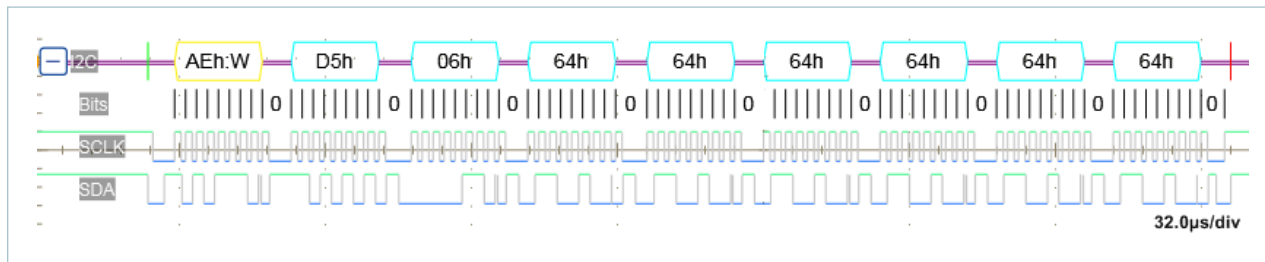 I2C AEh:W D5h 06h 64h 64h 64h 64h 64h 64h
Bits 0 0 0 0 0 0 0 0 0
SCLK
SDA
32.0µs/div